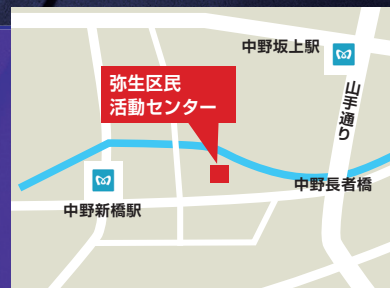 中野坂上駅
弥生区民
活動センター
山手通り
中野長者橋
中野新橋駅